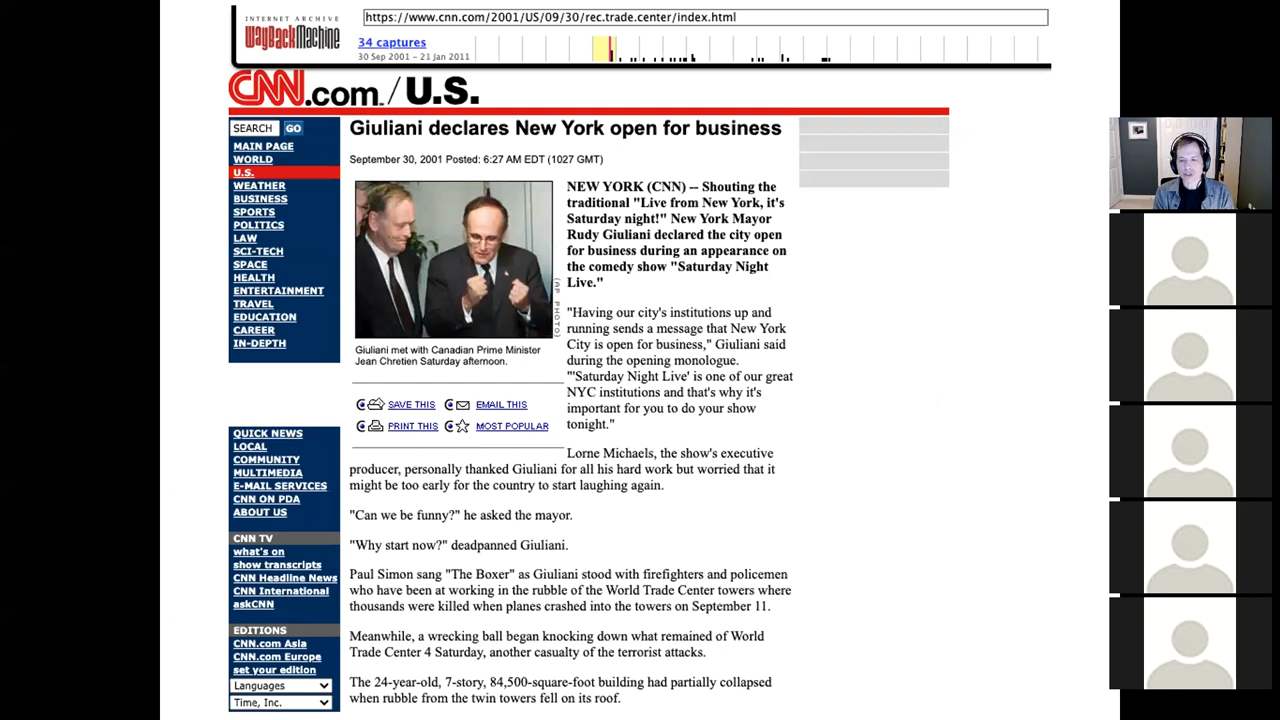 INTERNET ARCHIVE
WayBackMachine
https://www.cnn.com/2001/US/09/30/rec.trade.center/index.html
34 captures
30 Sep 2001 – 21 Jan 2011
CNN.com / U.S.
SEARCH GO
MAIN PAGE
WORLD
U.S.
WEATHER
BUSINESS
SPORTS
POLITICS
LAW
SCI-TECH
SPACE
HEALTH
ENTERTAINMENT
TRAVEL
EDUCATION
CAREER
IN-DEPTH
QUICK NEWS
LOCAL
COMMUNITY
MULTIMEDIA
E-MAIL SERVICES
CNN ON PDA
ABOUT US
CNN TV
what's on
show transcripts
CNN Headline News
CNN International
askCNN
EDITIONS
CNN.com Asia
CNN.com Europe
set your edition
Languages
Time, Inc.
Giuliani declares New York open for business
September 30, 2001 Posted: 6:27 AM EDT (1027 GMT)
(AP PHOTO)
Giuliani met with Canadian Prime Minister
Jean Chretien Saturday afternoon.
SAVE THIS EMAIL THIS
PRINT THIS MOST POPULAR
NEW YORK (CNN) -- Shouting the
traditional "Live from New York, it's
Saturday night!" New York Mayor
Rudy Giuliani declared the city open
for business during an appearance on
the comedy show "Saturday Night
Live."
"Having our city's institutions up and
running sends a message that New York
City is open for business," Giuliani said
during the opening monologue.
"'Saturday Night Live' is one of our great
NYC institutions and that's why it's
important for you to do your show
tonight."
Lorne Michaels, the show's executive
producer, personally thanked Giuliani for all his hard work but worried that it
might be too early for the country to start laughing again.
"Can we be funny?" he asked the mayor.
"Why start now?" deadpanned Giuliani.
Paul Simon sang "The Boxer" as Giuliani stood with firefighters and policemen
who have been at working in the rubble of the World Trade Center towers where
thousands were killed when planes crashed into the towers on September 11.
Meanwhile, a wrecking ball began knocking down what remained of World
Trade Center 4 Saturday, another casualty of the terrorist attacks.
The 24-year-old, 7-story, 84,500-square-foot building had partially collapsed
when rubble from the twin towers fell on its roof.